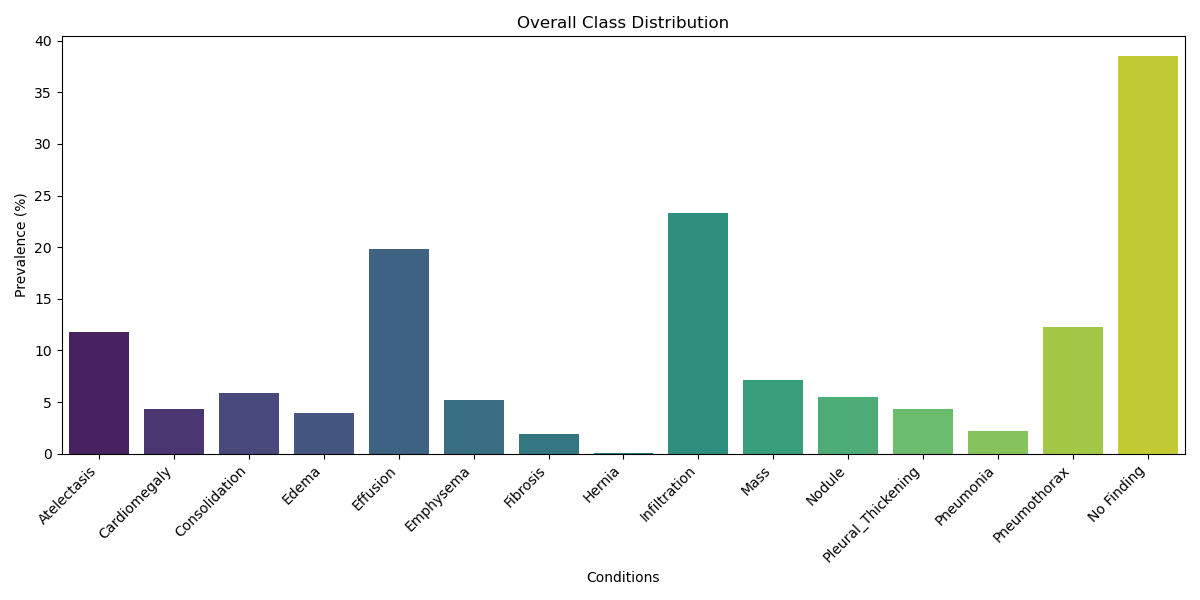 Overall Class Distribution
Prevalence (%)
40
35
30
25
20
15
10
5
0
Atelectasis
Cardiomegaly
Consolidation
Edema
Effusion
Emphysema
Fibrosis
Hernia
Infiltration
Mass
Nodule
Pleural_Thickening
Pneumonia
Pneumothorax
No Finding
Conditions